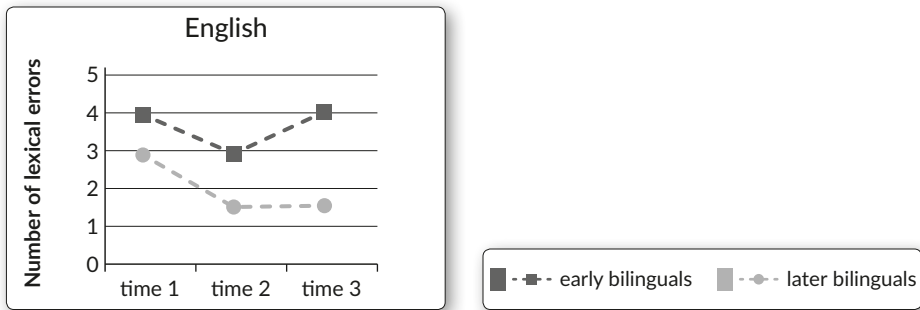 English
Number of lexical errors
5
4
3
2
1
0
time 1 time 2 time 3
early bilinguals later bilinguals